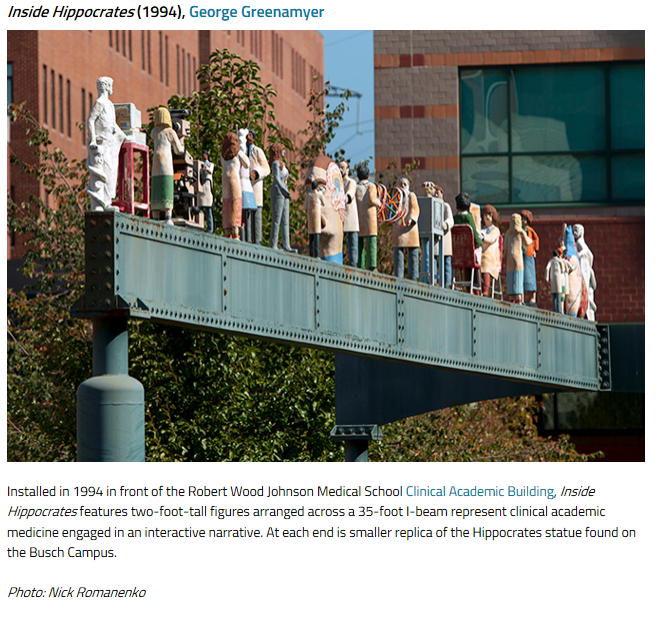 Inside Hippocrates (1994), George Greenamyer
Installed in 1994 in front of the Robert Wood Johnson Medical School Clinical Academic Building, Inside
Hippocrates features two-foot-tall figures arranged across a 35-foot I-beam represent clinical academic
medicine engaged in an interactive narrative. At each end is smaller replica of the Hippocrates statue found on
the Busch Campus.
Photo: Nick Romanenko